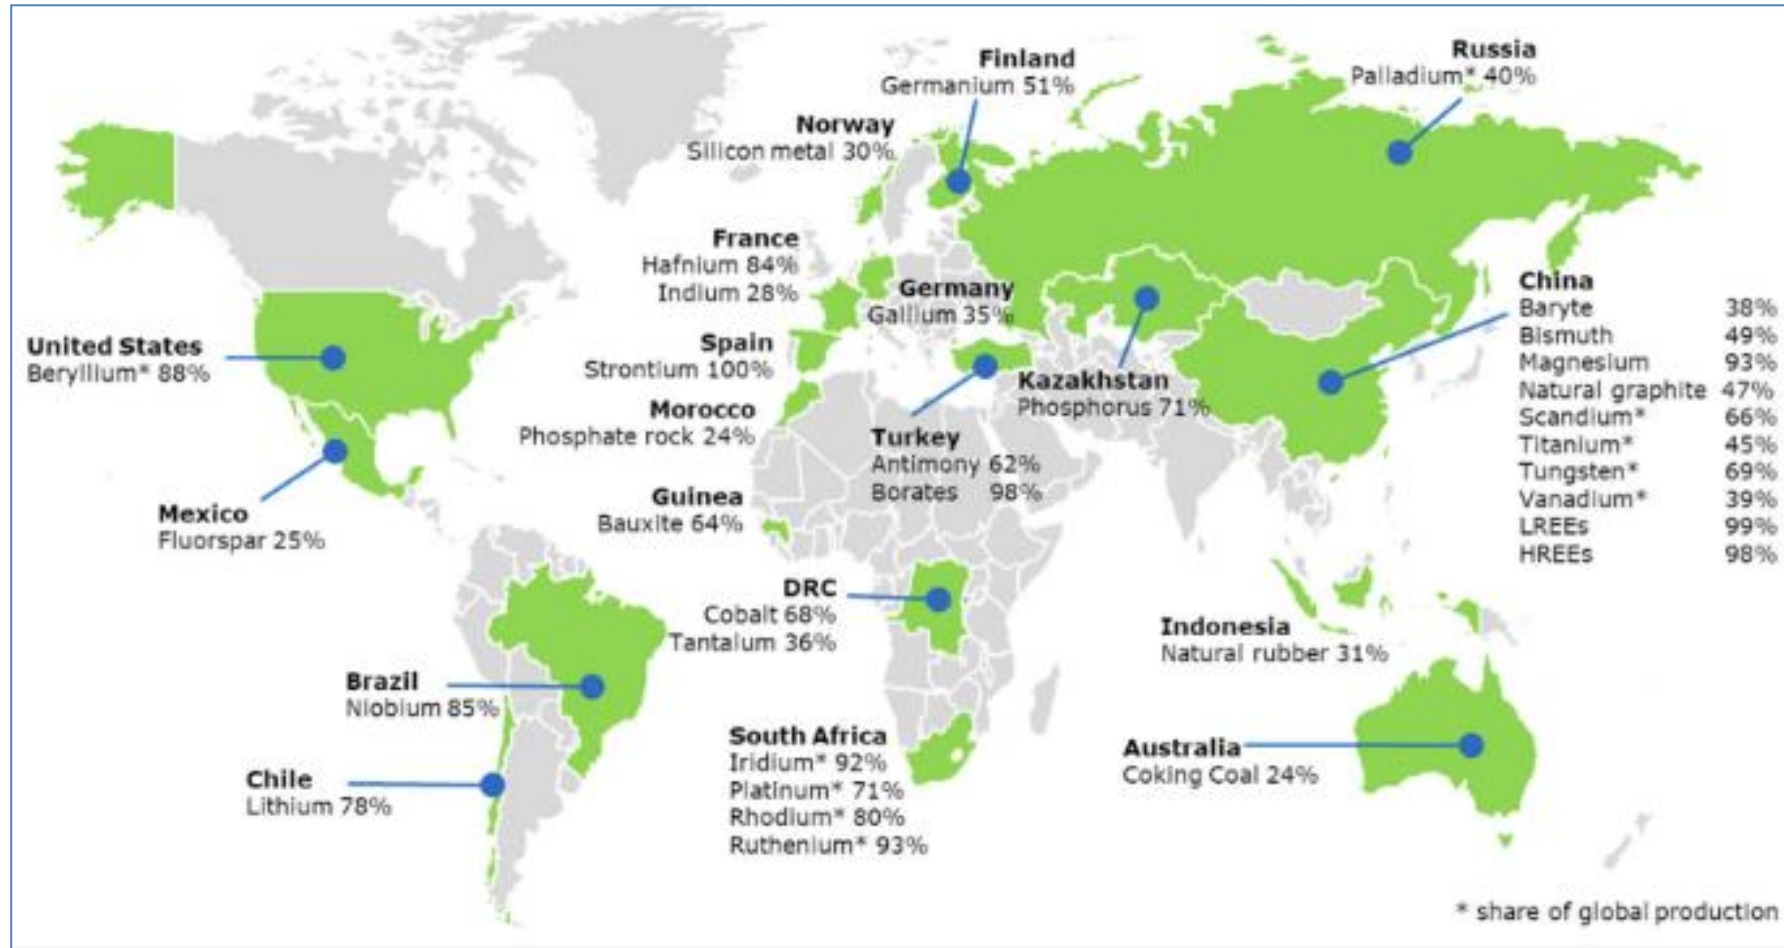 Finland
Germanium 51%
Russia
Palladium* 40%
Norway
Silicon metal 30%
France
Hafnium 84%
Indium 28%
Germany
Gallium 35%
China
Baryte 38%
Bismuth 49%
Magnesium 93%
Natural graphite 47%
Scandium* 66%
Titanium* 45%
Tungsten* 69%
Vanadium* 39%
LREEs 99%
HREEs 98%
United States
Beryllium* 88%
Spain
Strontium 100%
Kazakhstan
Phosphorus 71%
Morocco
Phosphate rock 24%
Turkey
Antimony 62%
Borates 98%
Mexico
Fluorspar 25%
Guinea
Bauxite 64%
DRC
Cobalt 68%
Tantalum 36%
Indonesia
Natural rubber 31%
Brazil
Niobium 85%
South Africa
Iridium* 92%
Platinum* 71%
Rhodium* 80%
Ruthenium* 93%
Australia
Coking Coal 24%
Chile
Lithium 78%
* share of global production